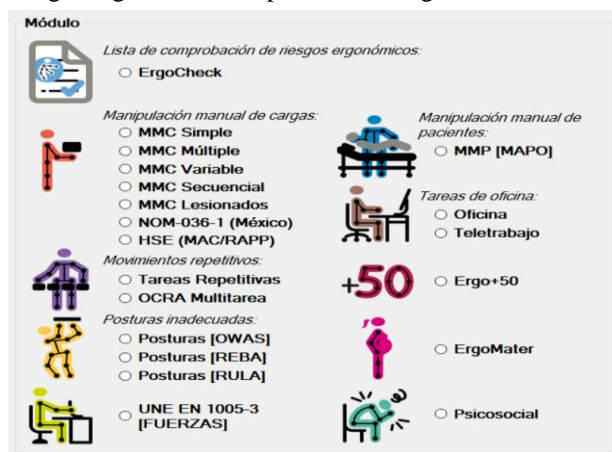 Módulo
Lista de comprobación de riesgos ergonómicos:
ErgoCheck
Manipulación manual de cargas:
MMC Simple
MMC Múltiple
MMC Variable
MMC Secuencial
MMC Lesionados
NOM-036-1 (México)
HSE (MAC/RAPP)
Movimientos repetitivos:
Tareas Repetitivas
OCRA Multitarea
Posturas inadecuadas:
Posturas [OWAS]
Posturas [REBA]
Posturas [RULA]
UNE EN 1005-3
[FUERZAS]
Manipulación manual de
pacientes:
MMP [MAPO]
Tareas de oficina:
Oficina
Teletrabajo
+50
Ergo+50
ErgoMater
Psicosocial